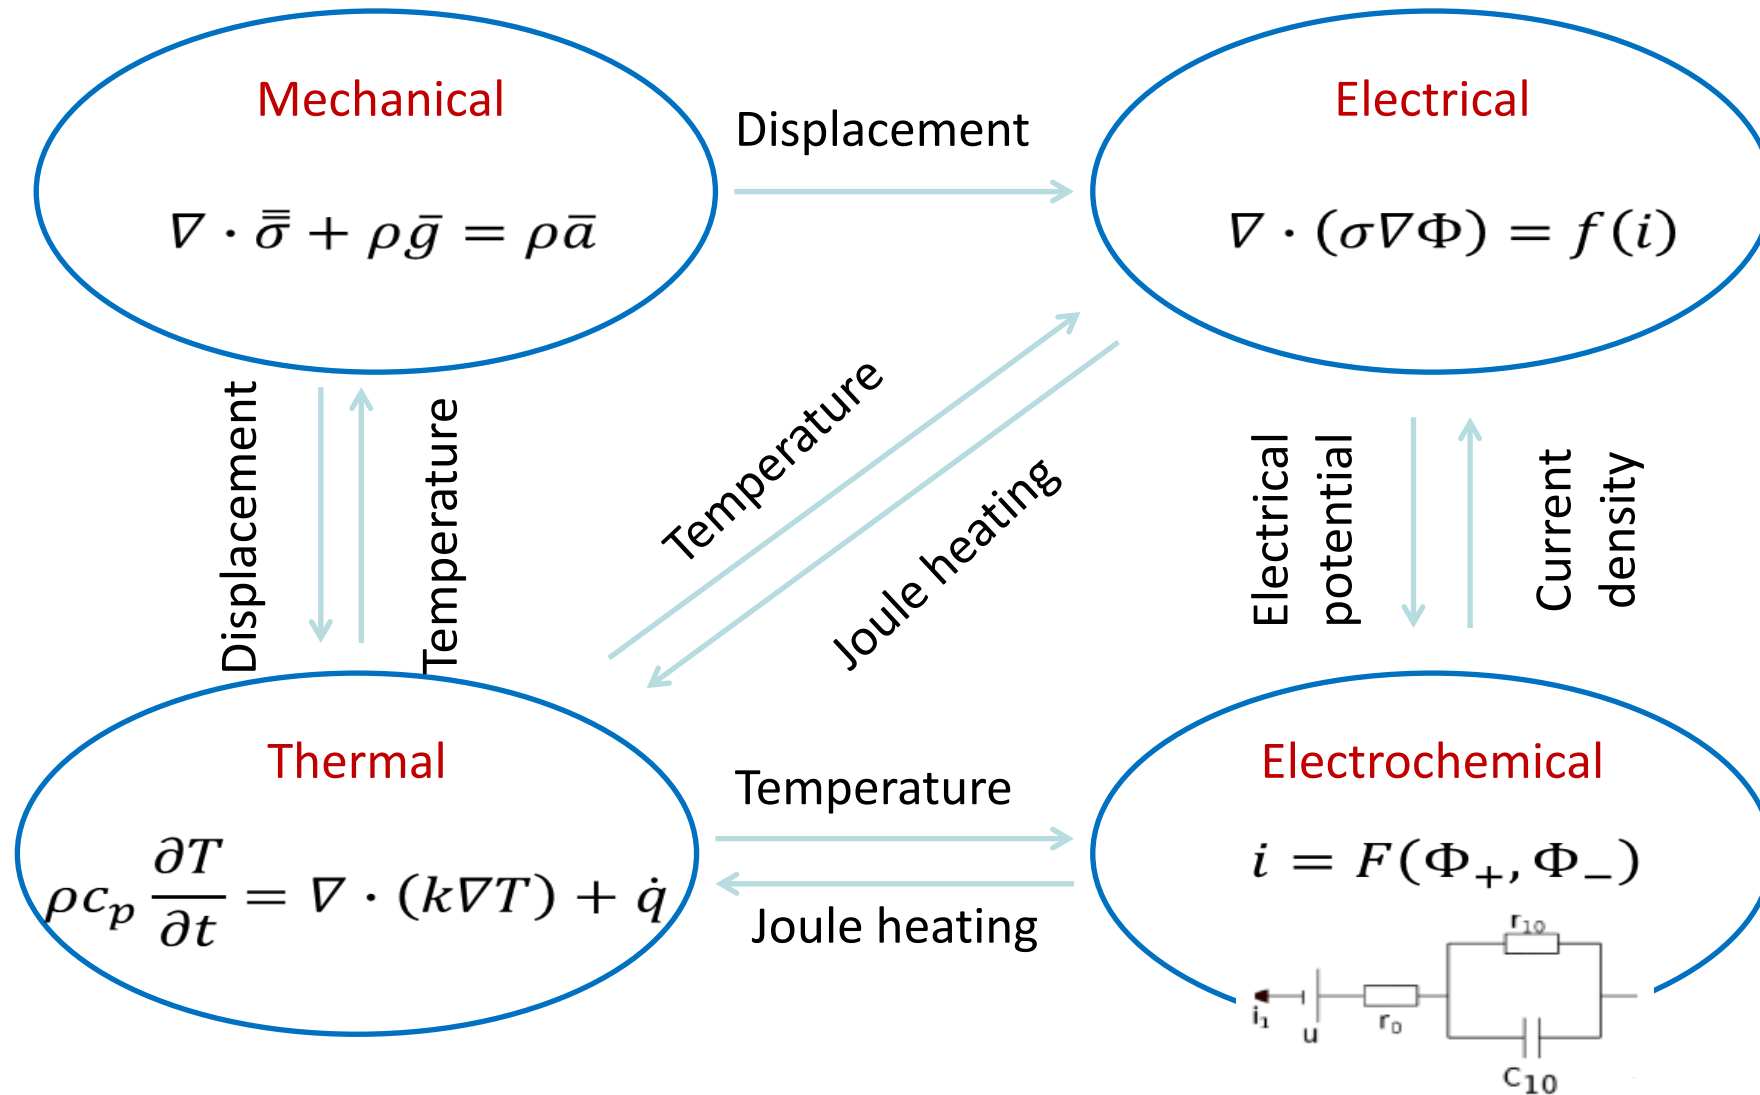 Mechanical
∇ · σ̿ + ρḡ = ρā
Displacement
Electrical
∇ · (σ∇Φ) = f(i)
Displacement
Temperature
Temperature
Joule heating
Electrical
potential
Current
density
Thermal
ρc_p ∂T/∂t = ∇ · (k∇T) + q̇
Temperature
Joule heating
Electrochemical
i = F(Φ₊, Φ₋)
r₁₀
i₁
u
r₀
C₁₀